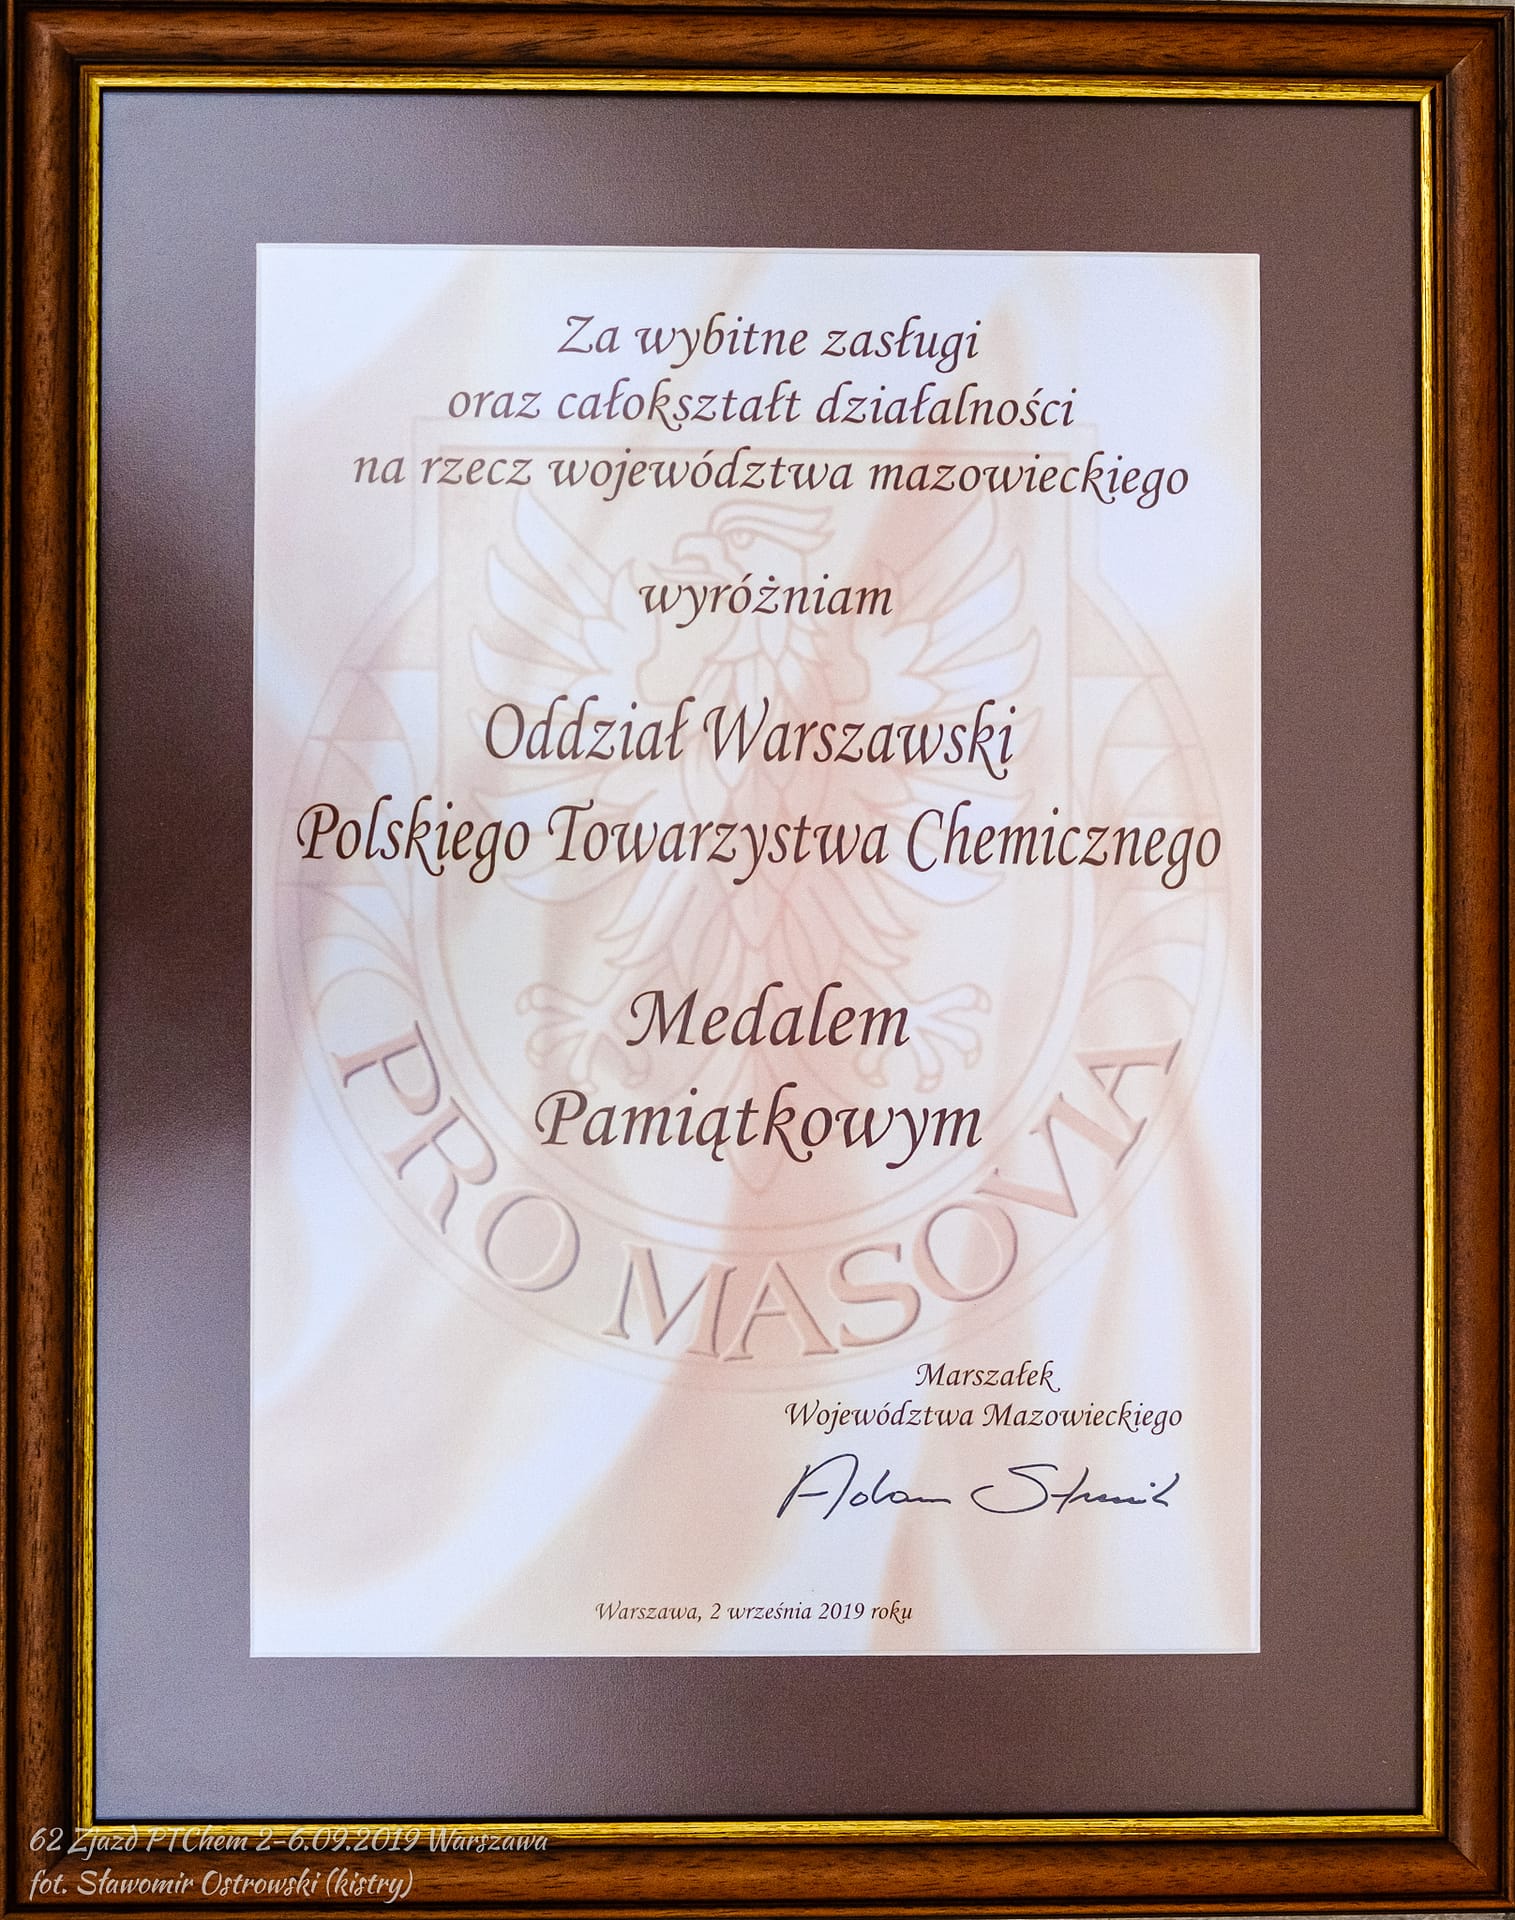 Za wybitne zasługi
oraz całokształt działalności
na rzecz województwa mazowieckiego
wyróżniam
Oddział Warszawski
Polskiego Towarzystwa Chemicznego
Medalem
Pamiątkowym
PRO MASOVIA
Marszałek
Województwa Mazowieckiego
Adam Struzik
Warszawa, 2 września 2019 roku
62 Zjazd PTChem 2-6.09.2019 Warszawa
fot. Sławomir Ostrowski (kistry)